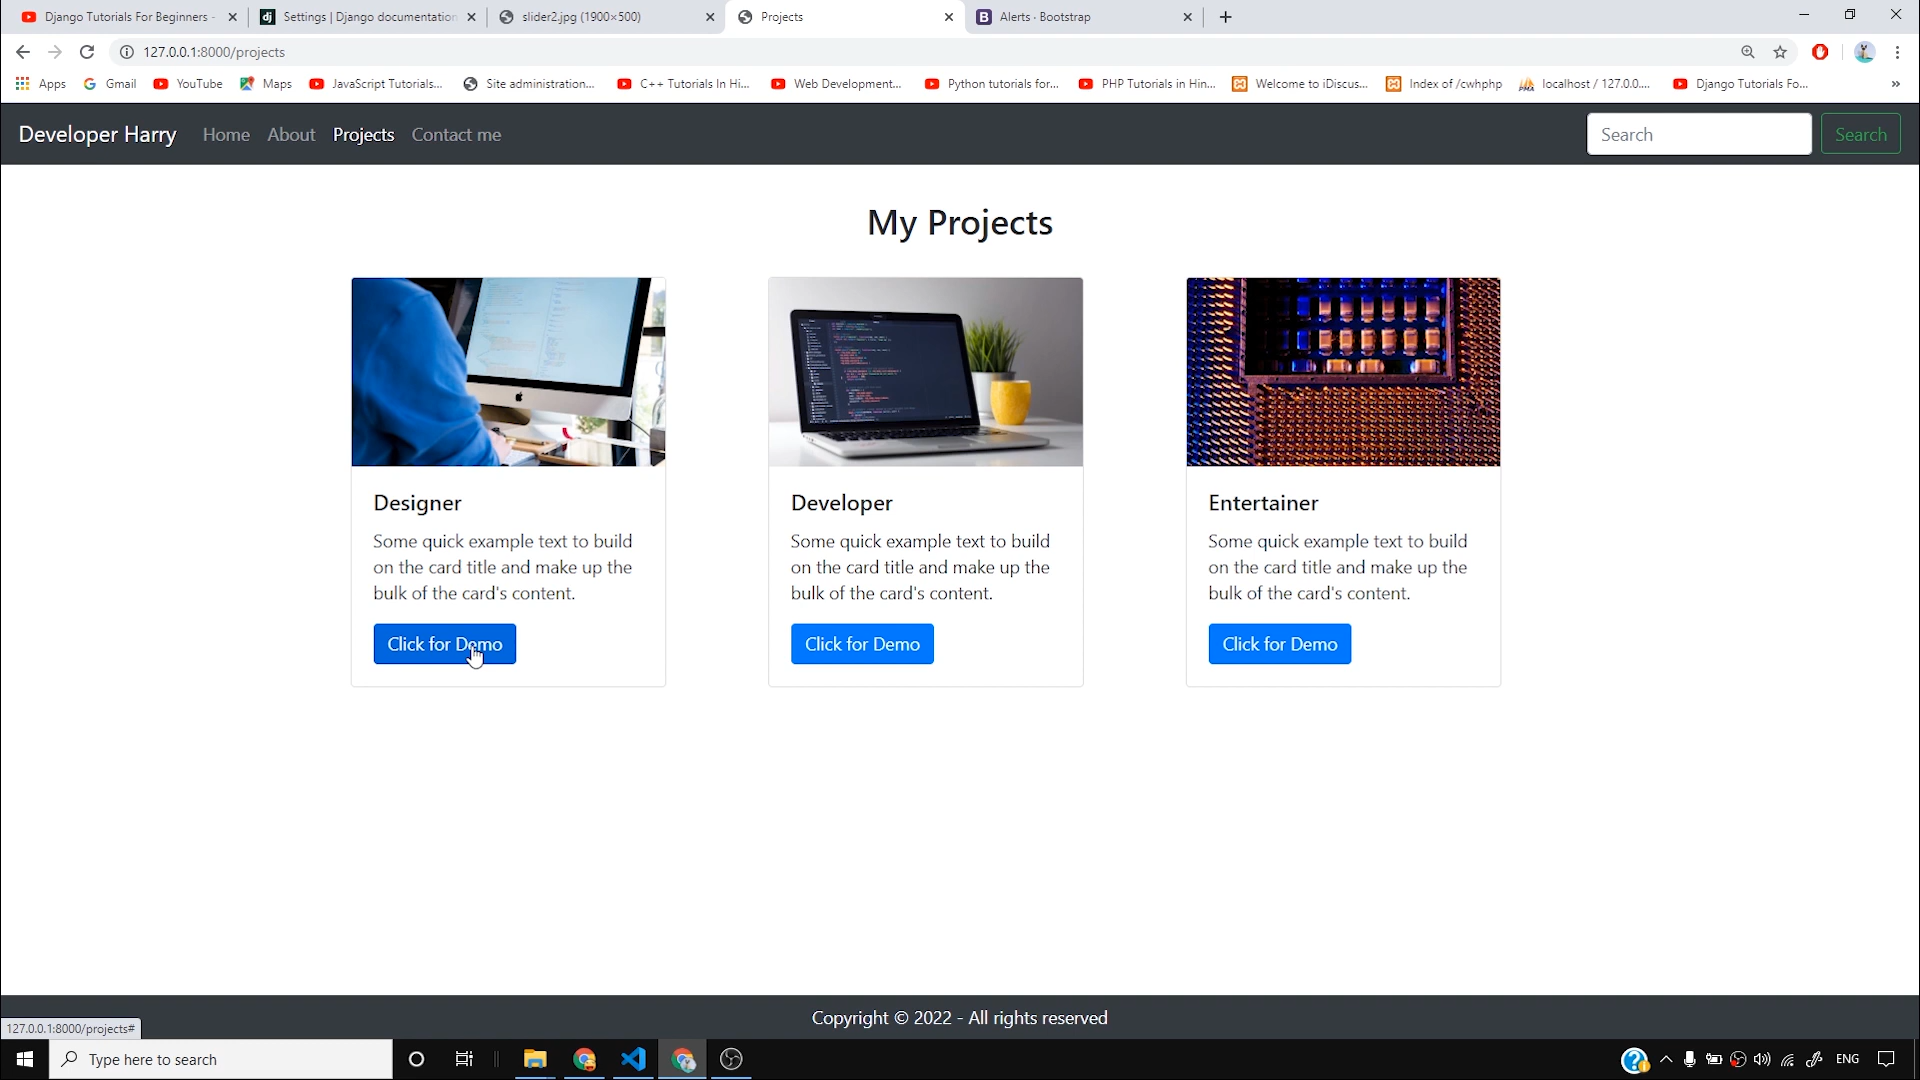 Django Tutorials For Beginners -
Settings | Django documentation
slider2.jpg (1900×500)
Projects
Alerts · Bootstrap
127.0.0.1:8000/projects
Apps
Gmail
YouTube
Maps
JavaScript Tutorials...
Site administration...
C++ Tutorials In Hi...
Web Development...
Python tutorials for...
PHP Tutorials in Hin...
Welcome to iDiscus...
Index of /cwhphp
localhost / 127.0.0....
Django Tutorials Fo...
»
Developer Harry
Home
About
Projects
Contact me
Search
Search
My Projects
Designer
Some quick example text to build
on the card title and make up the
bulk of the card's content.
Click for Demo
Developer
Some quick example text to build
on the card title and make up the
bulk of the card's content.
Click for Demo
Entertainer
Some quick example text to build
on the card title and make up the
bulk of the card's content.
Click for Demo
Copyright © 2022 - All rights reserved
127.0.0.1:8000/projects#
Type here to search
ENG